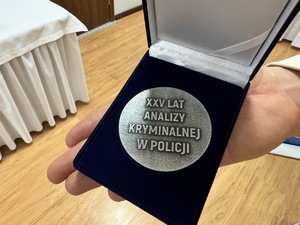 XXV LAT
ANALIZY
KRYMINALNEJ
W POLICJI